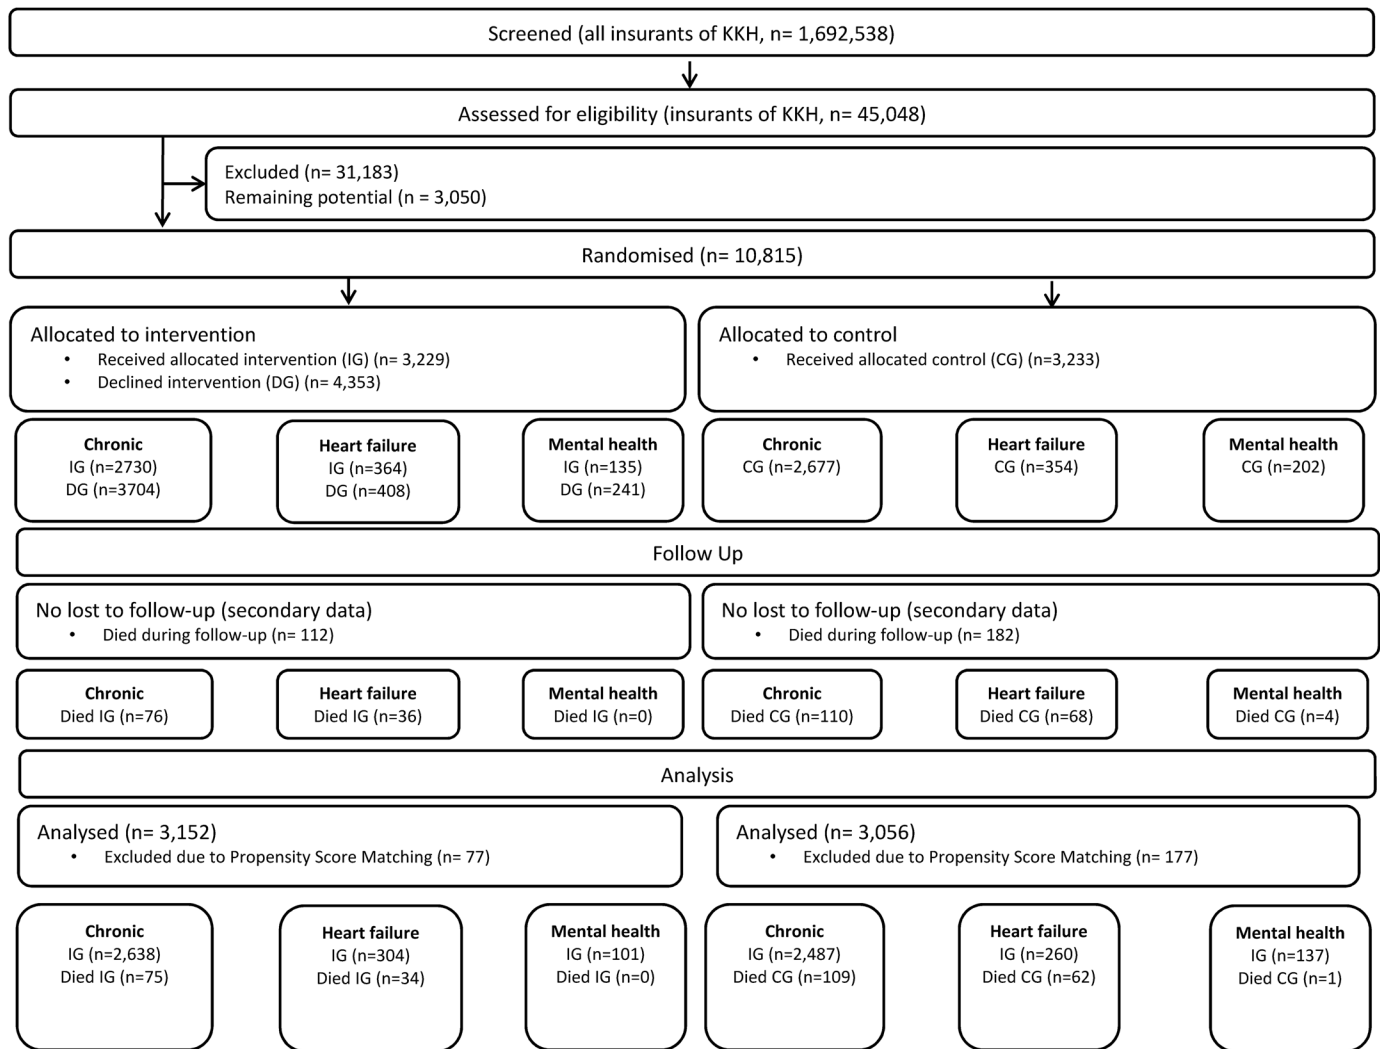 Screened (all insurants of KKH, n= 1,692,538)
Assessed for eligibility (insurants of KKH, n= 45,048)
Excluded (n= 31,183)
Remaining potential (n = 3,050)
Randomised (n= 10,815)
Allocated to intervention
• Received allocated intervention (IG) (n= 3,229)
• Declined intervention (DG) (n= 4,353)
Allocated to control
• Received allocated control (CG) (n=3,233)
Chronic
IG (n=2730)
DG (n=3704)
Heart failure
IG (n=364)
DG (n=408)
Mental health
IG (n=135)
DG (n=241)
Chronic
CG (n=2,677)
Heart failure
CG (n=354)
Mental health
CG (n=202)
Follow Up
No lost to follow-up (secondary data)
• Died during follow-up (n= 112)
No lost to follow-up (secondary data)
• Died during follow-up (n= 182)
Chronic
Died IG (n=76)
Heart failure
Died IG (n=36)
Mental health
Died IG (n=0)
Chronic
Died CG (n=110)
Heart failure
Died CG (n=68)
Mental health
Died CG (n=4)
Analysis
Analysed (n= 3,152)
• Excluded due to Propensity Score Matching (n= 77)
Analysed (n= 3,056)
• Excluded due to Propensity Score Matching (n= 177)
Chronic
IG (n=2,638)
Died IG (n=75)
Heart failure
IG (n=304)
Died IG (n=34)
Mental health
IG (n=101)
Died IG (n=0)
Chronic
IG (n=2,487)
Died CG (n=109)
Heart failure
IG (n=260)
Died CG (n=62)
Mental health
IG (n=137)
Died CG (n=1)